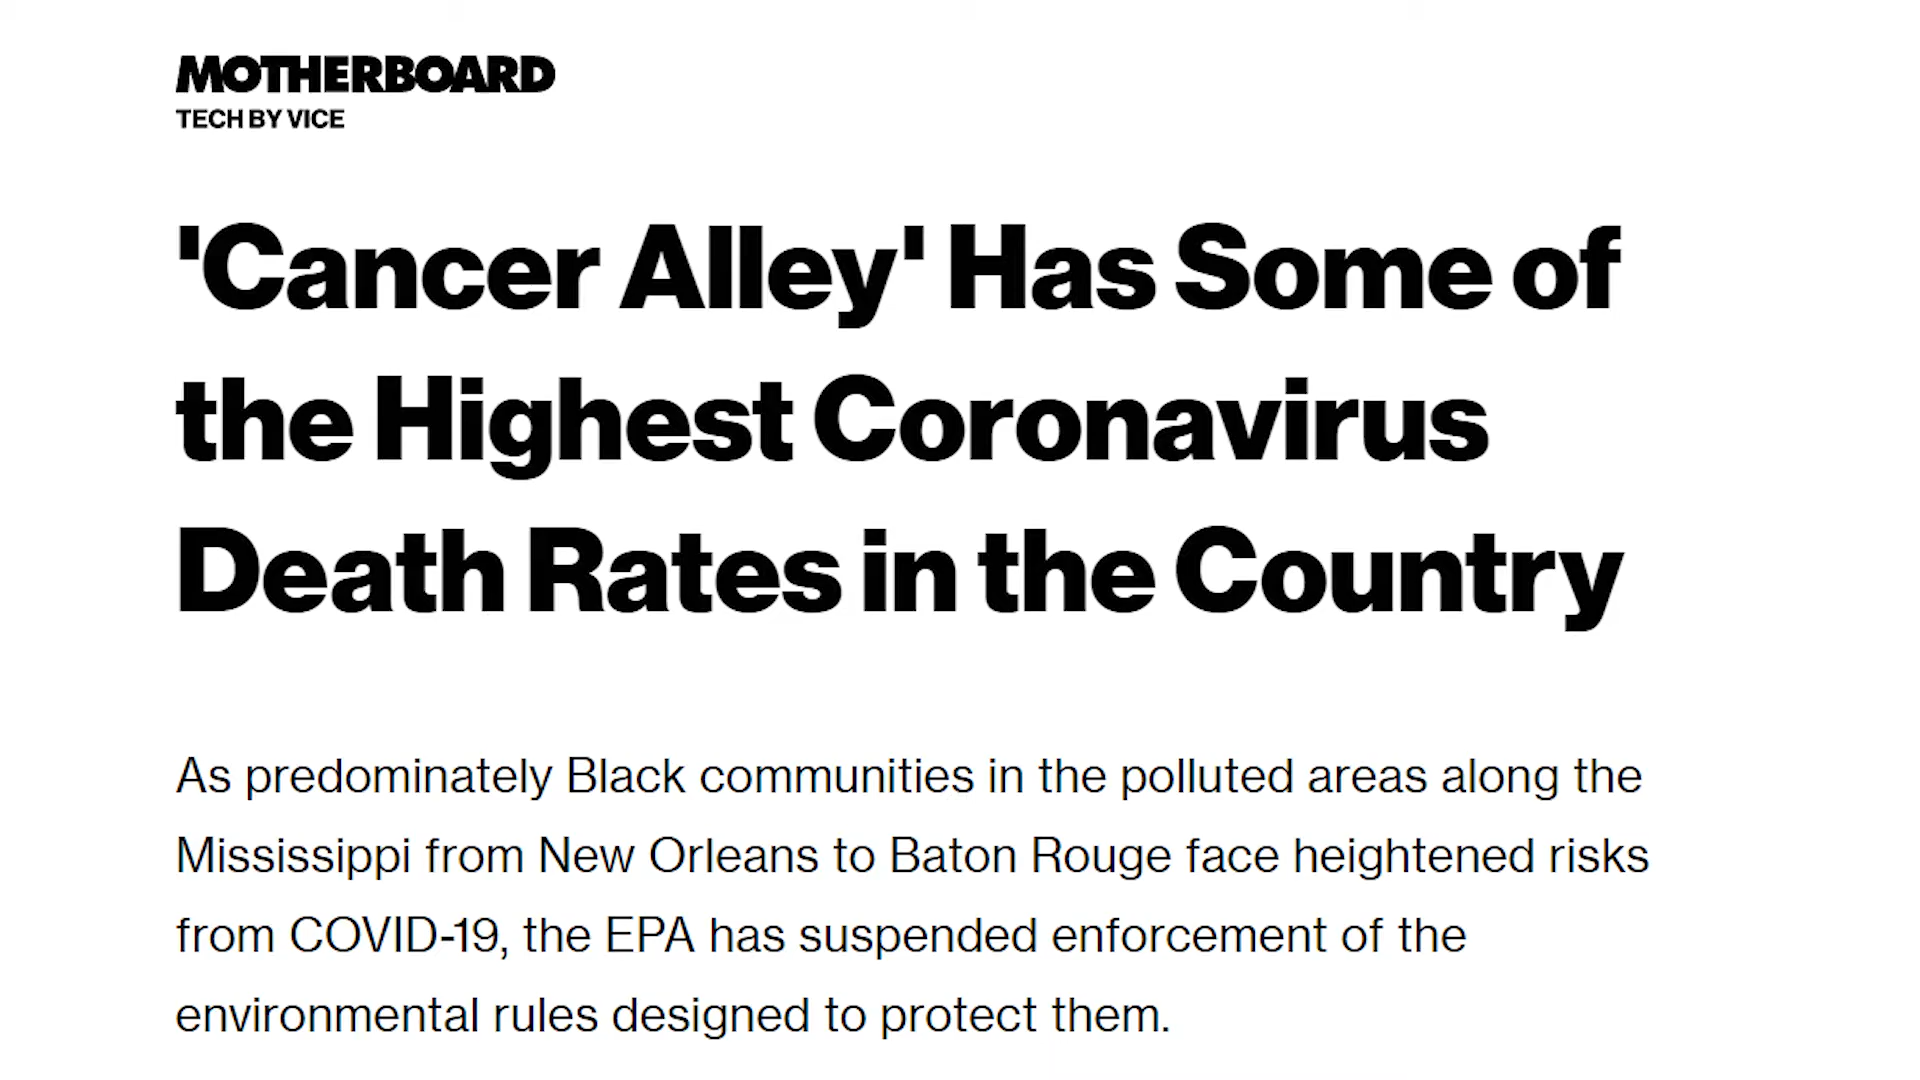 MOTHERBOARD
TECH BY VICE
'Cancer Alley' Has Some of
the Highest Coronavirus
Death Rates in the Country
As predominately Black communities in the polluted areas along the
Mississippi from New Orleans to Baton Rouge face heightened risks
from COVID-19, the EPA has suspended enforcement of the
environmental rules designed to protect them.